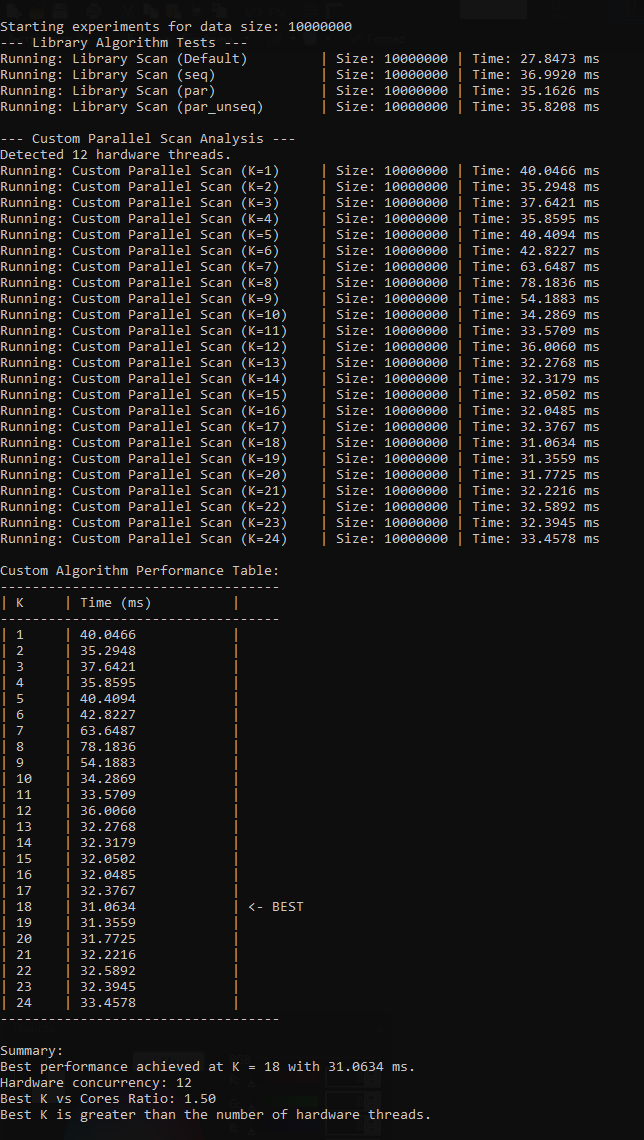 Starting experiments for data size: 10000000
--- Library Algorithm Tests ---
Running: Library Scan (Default)         | Size: 10000000 | Time: 27.8473 ms
Running: Library Scan (seq)             | Size: 10000000 | Time: 36.9920 ms
Running: Library Scan (par)             | Size: 10000000 | Time: 35.1626 ms
Running: Library Scan (par_unseq)       | Size: 10000000 | Time: 35.8208 ms

--- Custom Parallel Scan Analysis ---
Detected 12 hardware threads.
Running: Custom Parallel Scan (K=1)     | Size: 10000000 | Time: 40.0466 ms
Running: Custom Parallel Scan (K=2)     | Size: 10000000 | Time: 35.2948 ms
Running: Custom Parallel Scan (K=3)     | Size: 10000000 | Time: 37.6421 ms
Running: Custom Parallel Scan (K=4)     | Size: 10000000 | Time: 35.8595 ms
Running: Custom Parallel Scan (K=5)     | Size: 10000000 | Time: 40.4094 ms
Running: Custom Parallel Scan (K=6)     | Size: 10000000 | Time: 42.8227 ms
Running: Custom Parallel Scan (K=7)     | Size: 10000000 | Time: 63.6487 ms
Running: Custom Parallel Scan (K=8)     | Size: 10000000 | Time: 78.1836 ms
Running: Custom Parallel Scan (K=9)     | Size: 10000000 | Time: 54.1883 ms
Running: Custom Parallel Scan (K=10)    | Size: 10000000 | Time: 34.2869 ms
Running: Custom Parallel Scan (K=11)    | Size: 10000000 | Time: 33.5709 ms
Running: Custom Parallel Scan (K=12)    | Size: 10000000 | Time: 36.0060 ms
Running: Custom Parallel Scan (K=13)    | Size: 10000000 | Time: 32.2768 ms
Running: Custom Parallel Scan (K=14)    | Size: 10000000 | Time: 32.3179 ms
Running: Custom Parallel Scan (K=15)    | Size: 10000000 | Time: 32.0502 ms
Running: Custom Parallel Scan (K=16)    | Size: 10000000 | Time: 32.0485 ms
Running: Custom Parallel Scan (K=17)    | Size: 10000000 | Time: 32.3767 ms
Running: Custom Parallel Scan (K=18)    | Size: 10000000 | Time: 31.0634 ms
Running: Custom Parallel Scan (K=19)    | Size: 10000000 | Time: 31.3559 ms
Running: Custom Parallel Scan (K=20)    | Size: 10000000 | Time: 31.7725 ms
Running: Custom Parallel Scan (K=21)    | Size: 10000000 | Time: 32.2216 ms
Running: Custom Parallel Scan (K=22)    | Size: 10000000 | Time: 32.5892 ms
Running: Custom Parallel Scan (K=23)    | Size: 10000000 | Time: 32.3945 ms
Running: Custom Parallel Scan (K=24)    | Size: 10000000 | Time: 33.4578 ms

Custom Algorithm Performance Table:
-----------------------------------
| K     | Time (ms)          |
-----------------------------------
| 1     | 40.0466            |
| 2     | 35.2948            |
| 3     | 37.6421            |
| 4     | 35.8595            |
| 5     | 40.4094            |
| 6     | 42.8227            |
| 7     | 63.6487            |
| 8     | 78.1836            |
| 9     | 54.1883            |
| 10    | 34.2869            |
| 11    | 33.5709            |
| 12    | 36.0060            |
| 13    | 32.2768            |
| 14    | 32.3179            |
| 15    | 32.0502            |
| 16    | 32.0485            |
| 17    | 32.3767            |
| 18    | 31.0634            | <- BEST
| 19    | 31.3559            |
| 20    | 31.7725            |
| 21    | 32.2216            |
| 22    | 32.5892            |
| 23    | 32.3945            |
| 24    | 33.4578            |
-----------------------------------

Summary:
Best performance achieved at K = 18 with 31.0634 ms.
Hardware concurrency: 12
Best K vs Cores Ratio: 1.50
Best K is greater than the number of hardware threads.